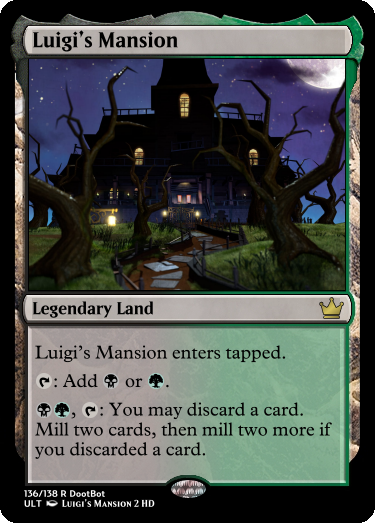 Luigi's Mansion
Legendary Land
Luigi's Mansion enters tapped.
: Add or .
, : You may discard a card.
Mill two cards, then mill two more if
you discarded a card.
136/138 R DootBot
ULT Luigi's Mansion 2 HD